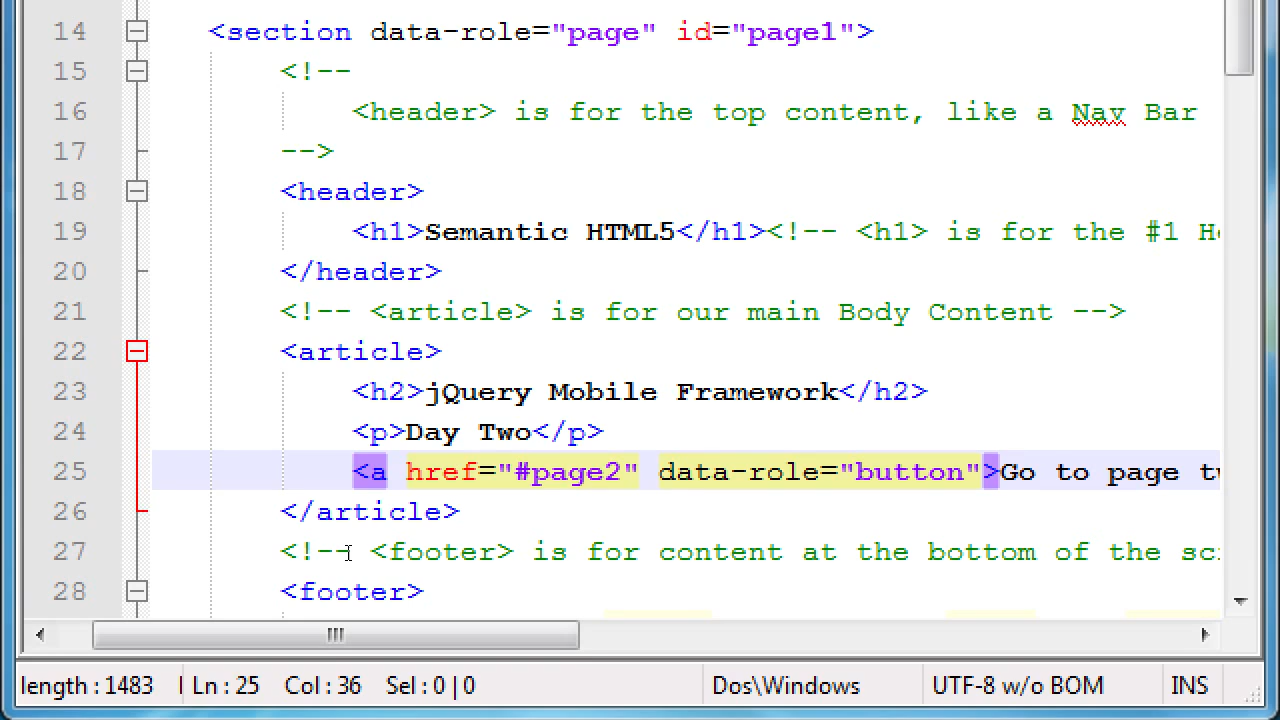 14 <section data-role="page" id="page1">
15 <!--
16 <header> is for the top content, like a Nav Bar
17 -->
18 <header>
19 <h1>Semantic HTML5</h1><!-- <h1> is for the #1
20 </header>
21 <!-- <article> is for our main Body Content -->
22 <article>
23 <h2>jQuery Mobile Framework</h2>
24 <p>Day Two</p>
25 <a href="#page2" data-role="button">Go to page
26 </article>
27 <!-- <footer> is for content at the bottom of the
28 <footer>
length : 1483 Ln : 25 Col : 36 Sel : 0 | 0 Dos\Windows UTF-8 w/o BOM INS